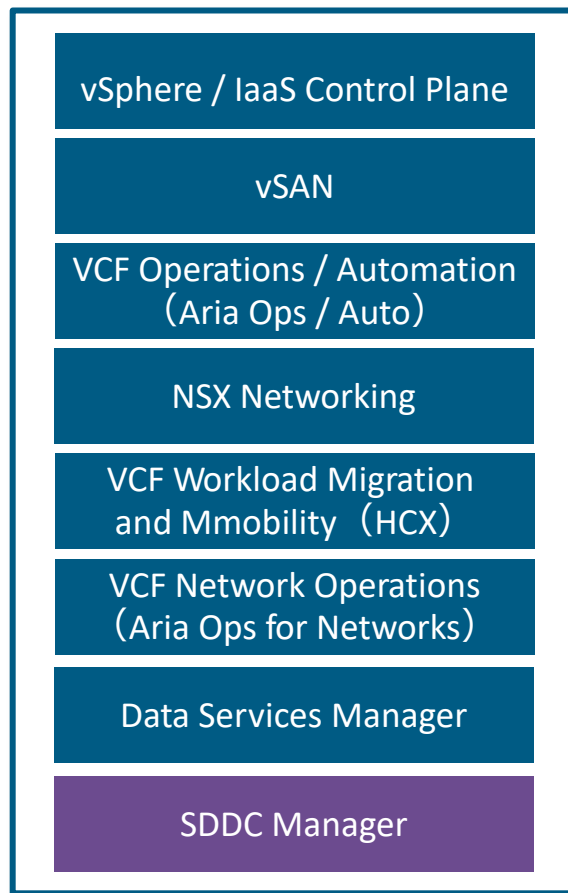 vSphere / IaaS Control Plane
vSAN
VCF Operations / Automation
（Aria Ops / Auto）
NSX Networking
VCF Workload Migration
and Mmobility（HCX）
VCF Network Operations
（Aria Ops for Networks）
Data Services Manager
SDDC Manager